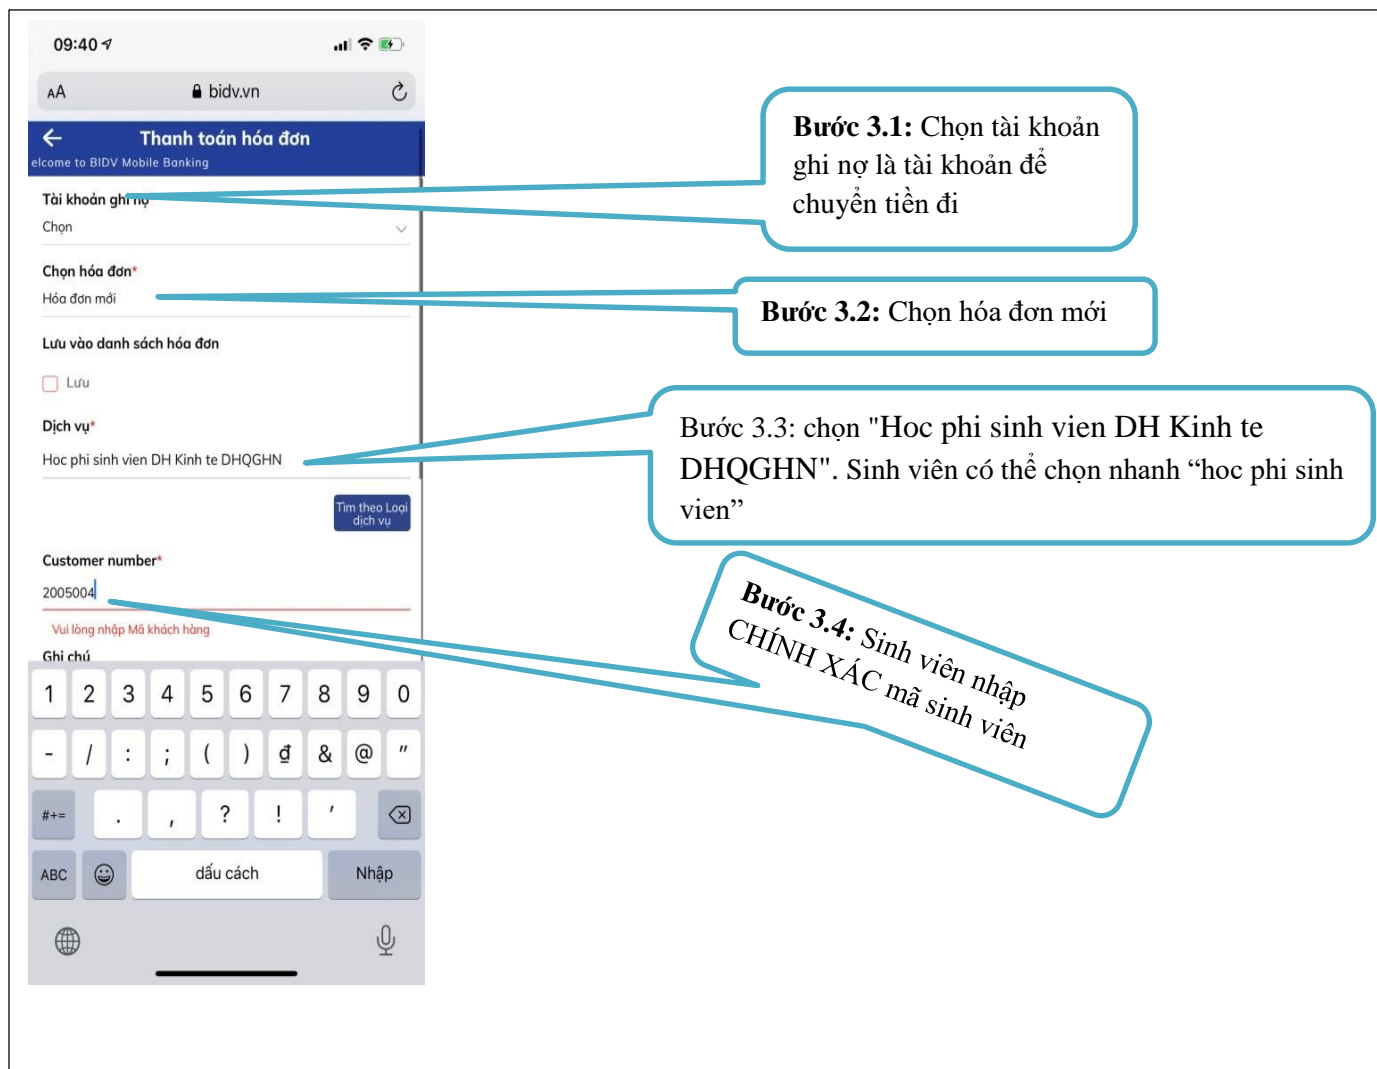 09:40
AA bidv.vn
Thanh toán hóa đơn
elcome to BIDV Mobile Banking
Tài khoản ghi nợ
Chọn
Chọn hóa đơn*
Hóa đơn mới
Lưu vào danh sách hóa đơn
Lưu
Dịch vụ*
Hoc phi sinh vien DH Kinh te DHQGHN
Tìm theo Loại
dịch vụ
Customer number*
2005004
Vui lòng nhập Mã khách hàng
Ghi chú
1 2 3 4 5 6 7 8 9 0
- / : ; ( ) đ & @ "
#+= . , ? ! '
ABC dấu cách Nhập
Bước 3.1: Chọn tài khoản
ghi nợ là tài khoản để
chuyển tiền đi
Bước 3.2: Chọn hóa đơn mới
Bước 3.3: chọn "Hoc phi sinh vien DH Kinh te
DHQGHN". Sinh viên có thể chọn nhanh “hoc phi sinh
vien”
Bước 3.4: Sinh viên nhập
CHÍNH XÁC mã sinh viên